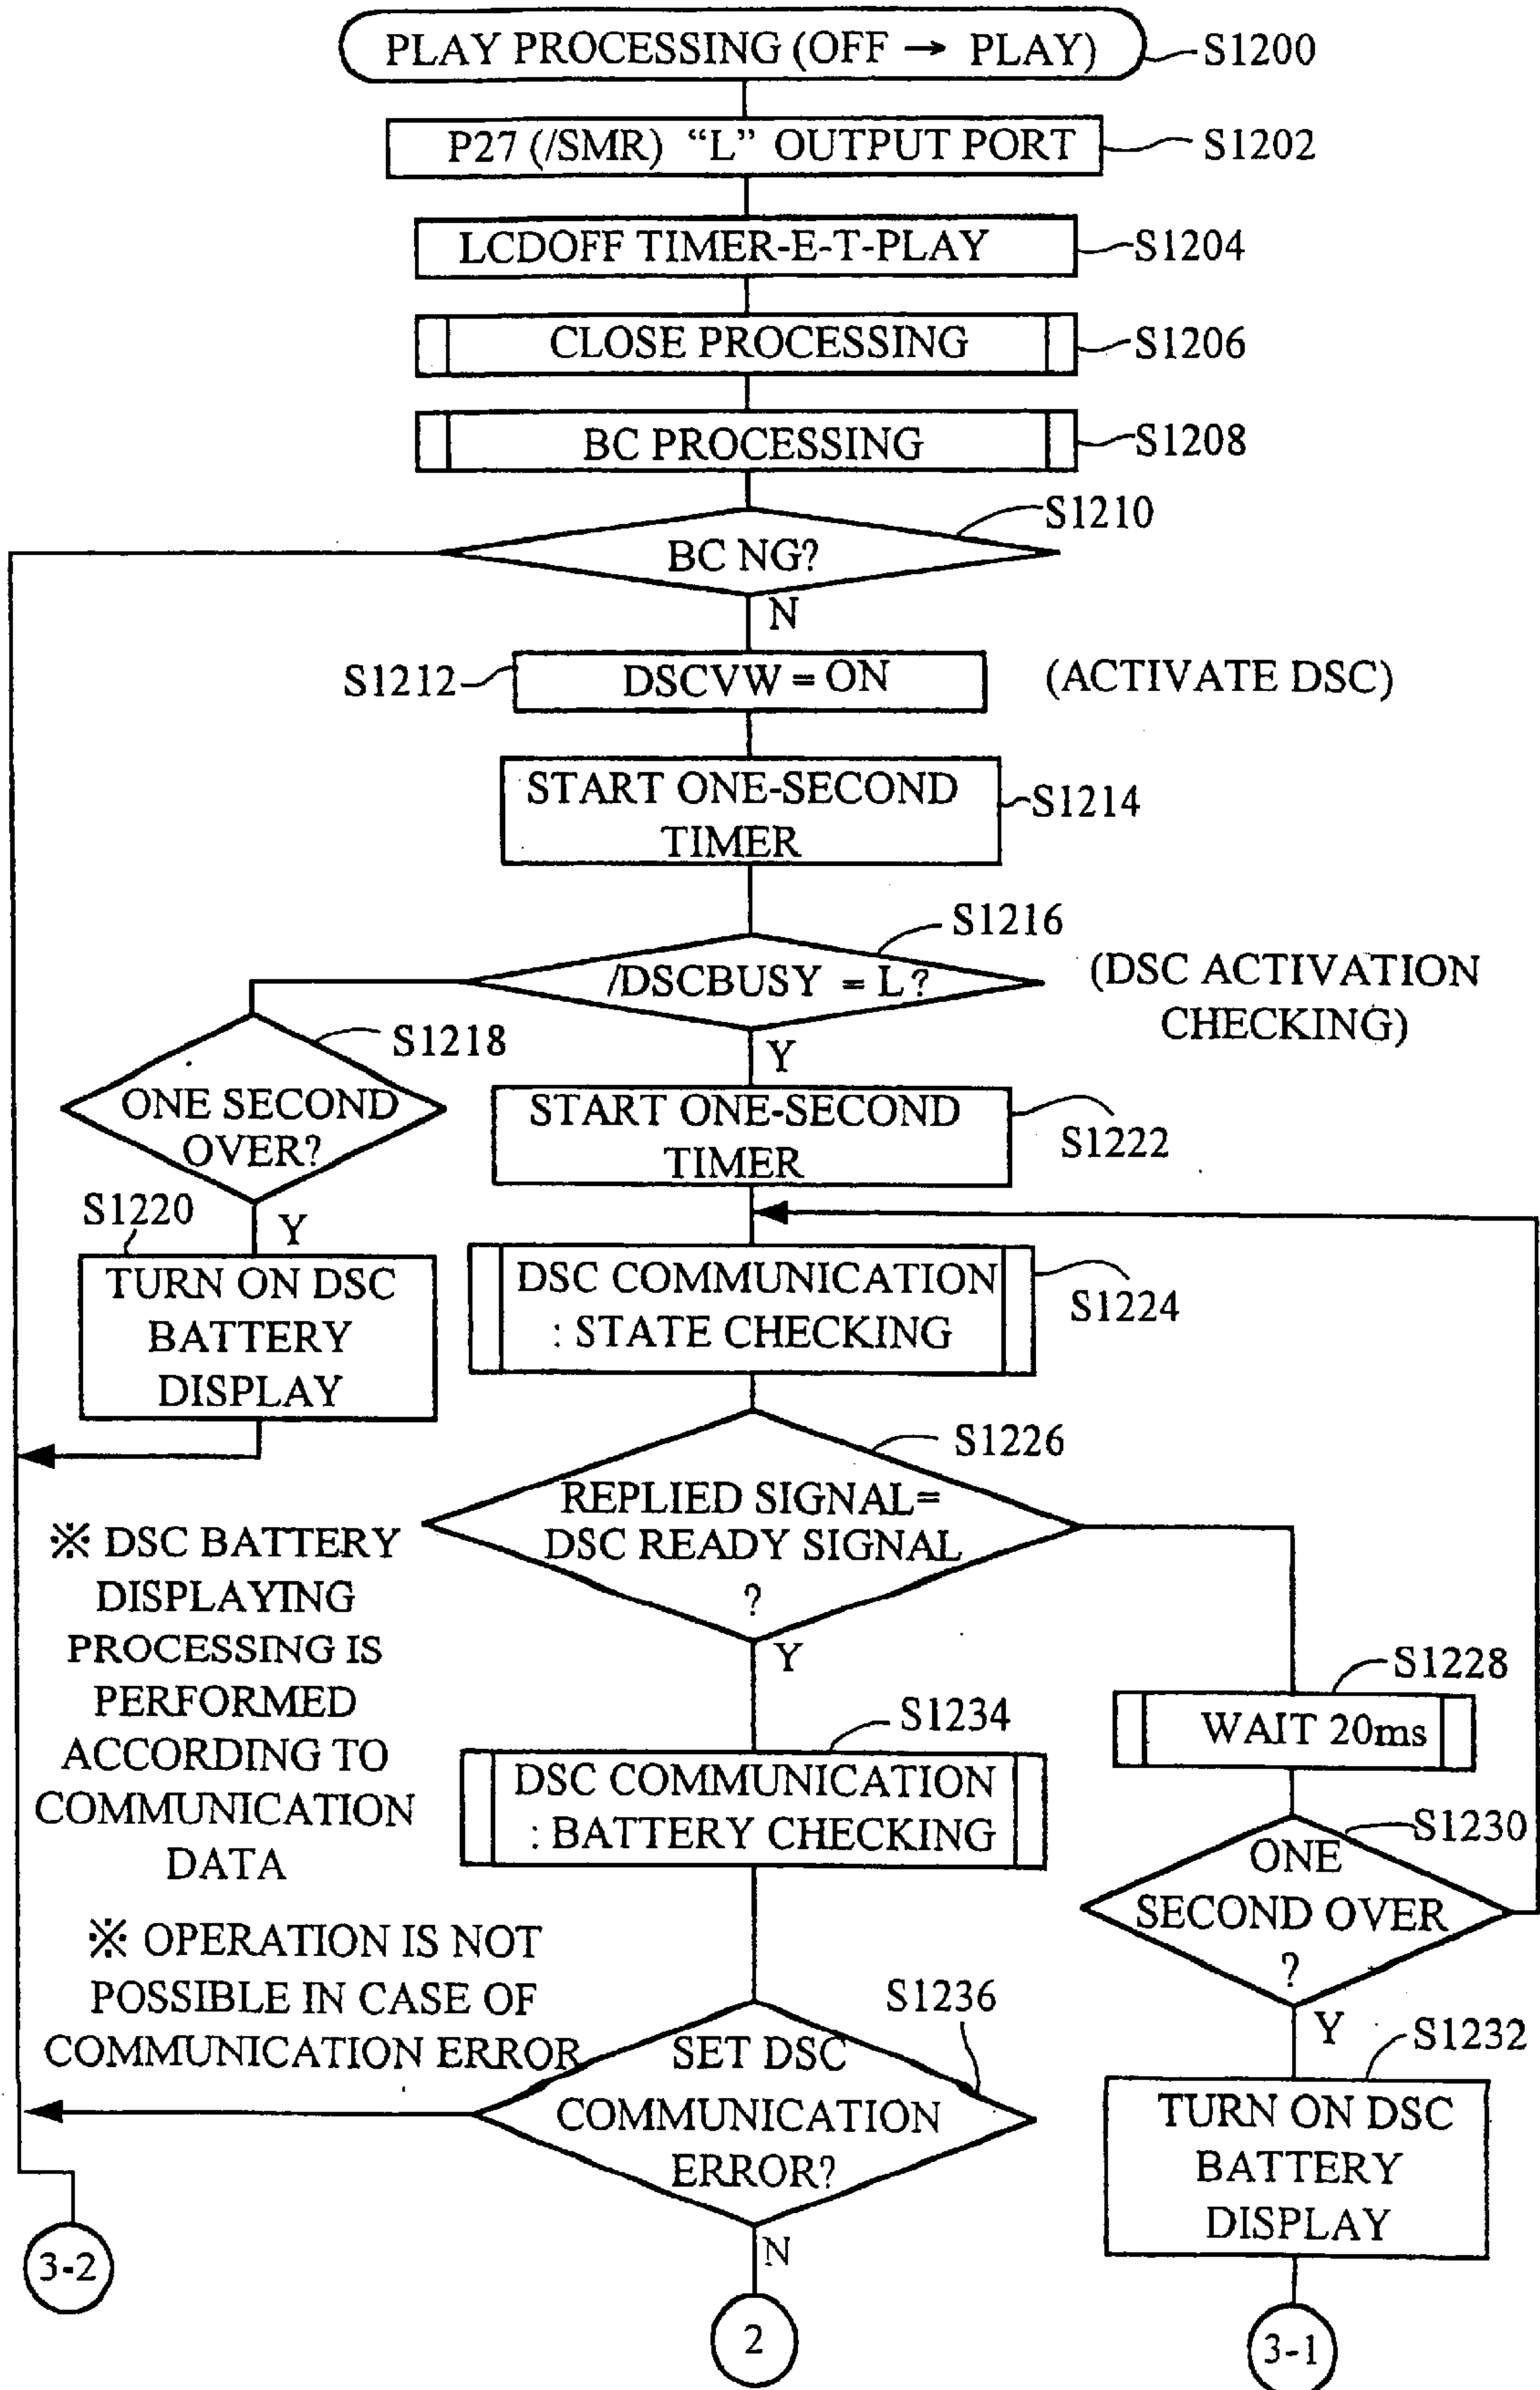 PLAY PROCESSING (OFF → PLAY)
S1200
P27 (/SMR) “L” OUTPUT PORT
S1202
LCDOFF TIMER-E-T-PLAY
S1204
CLOSE PROCESSING
S1206
BC PROCESSING
S1208
S1210
BC NG?
N
S1212
DSCVW = ON
(ACTIVATE DSC)
START ONE-SECOND
TIMER
S1214
S1216
/DSCBUSY = L?
(DSC ACTIVATION
CHECKING)
Y
S1218
ONE SECOND
OVER?
Y
S1220
TURN ON DSC
BATTERY
DISPLAY
START ONE-SECOND
TIMER
S1222
DSC COMMUNICATION
: STATE CHECKING
S1224
S1226
REPLIED SIGNAL=
DSC READY SIGNAL
?
Y
※ DSC BATTERY
DISPLAYING
PROCESSING IS
PERFORMED
ACCORDING TO
COMMUNICATION
DATA
S1228
WAIT 20ms
S1234
DSC COMMUNICATION
: BATTERY CHECKING
S1230
ONE
SECOND OVER
?
Y
※ OPERATION IS NOT
POSSIBLE IN CASE OF
COMMUNICATION ERROR
S1236
SET DSC
COMMUNICATION
ERROR?
N
S1232
TURN ON DSC
BATTERY
DISPLAY
3-2
2
3-1